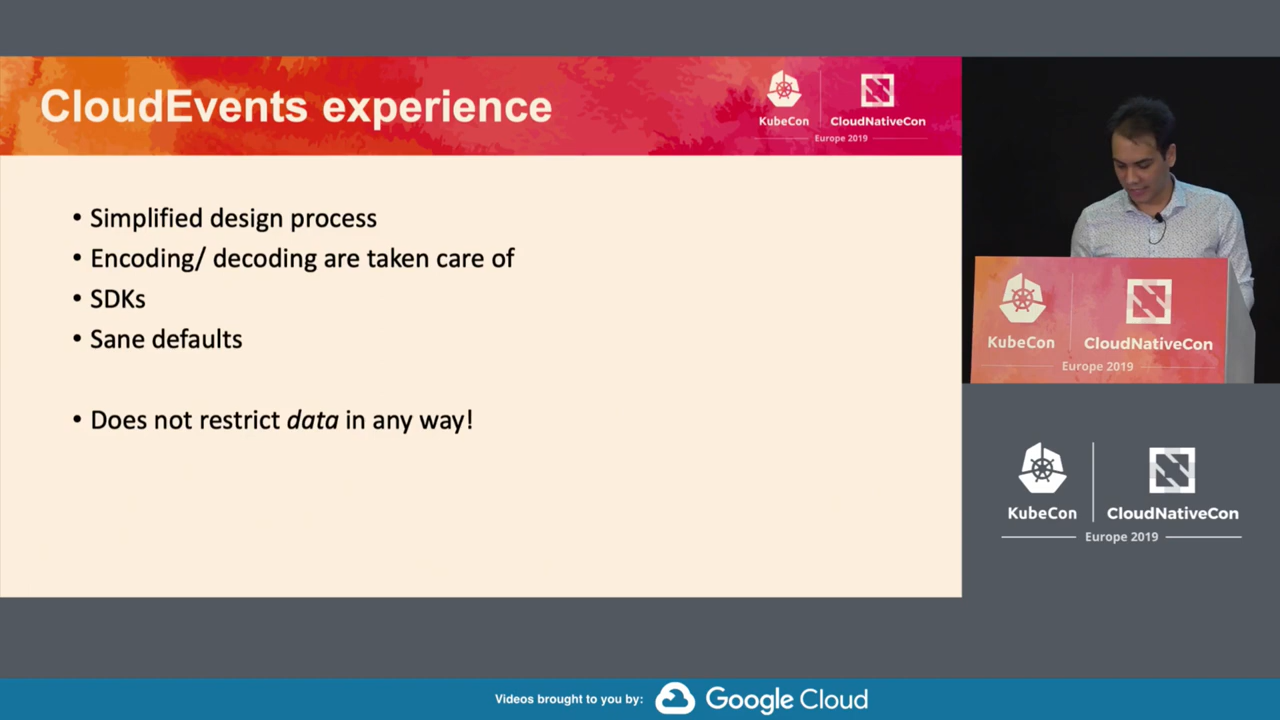 CloudEvents experience
KubeCon
CloudNativeCon
Europe 2019
• Simplified design process
• Encoding/ decoding are taken care of
• SDKs
• Sane defaults
• Does not restrict data in any way!
KubeCon
CloudNativeCon
Europe 2019
KubeCon
CloudNativeCon
Europe 2019
Videos brought to you by:
Google Cloud